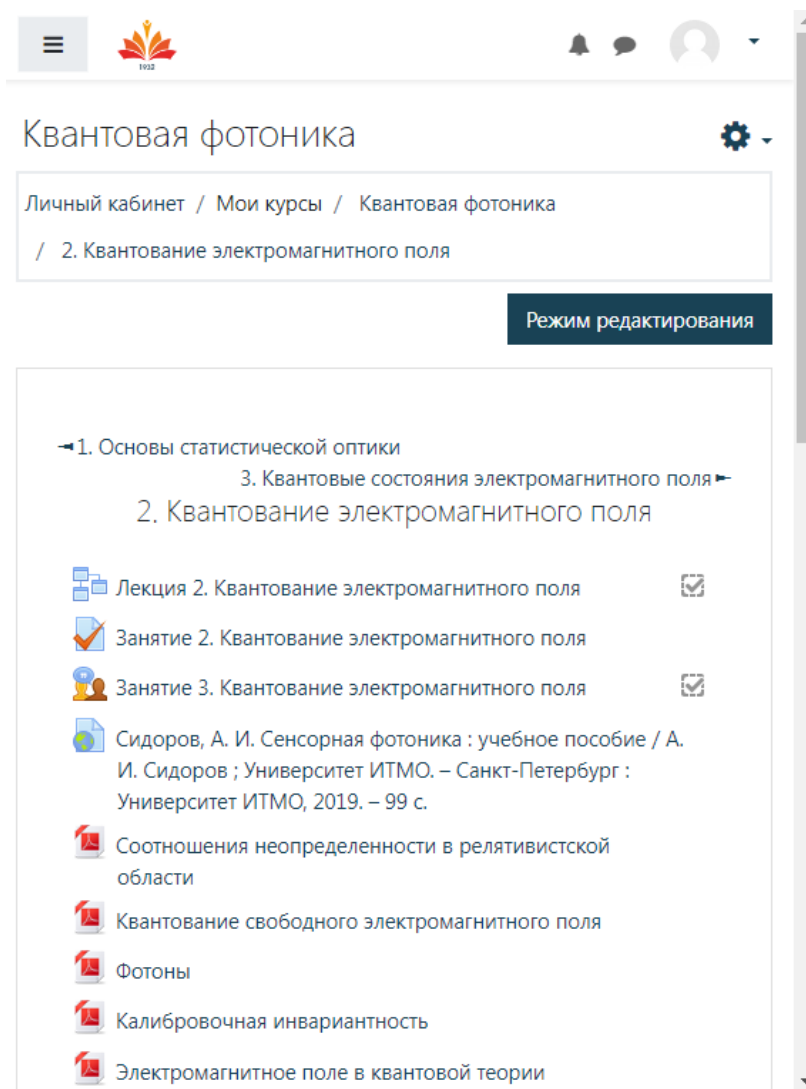 1932
Квантовая фотоника
Личный кабинет / Мои курсы / Квантовая фотоника
/ 2. Квантование электромагнитного поля
Режим редактирования
1. Основы статистической оптики
3. Квантовые состояния электромагнитного поля
2. Квантование электромагнитного поля
Лекция 2. Квантование электромагнитного поля
Занятие 2. Квантование электромагнитного поля
Занятие 3. Квантование электромагнитного поля
Сидоров, А. И. Сенсорная фотоника : учебное пособие / А.
И. Сидоров ; Университет ИТМО. – Санкт-Петербург :
Университет ИТМО, 2019. – 99 с.
Соотношения неопределенности в релятивистской
области
Квантование свободного электромагнитного поля
Фотоны
Калибровочная инвариантность
Электромагнитное поле в квантовой теории